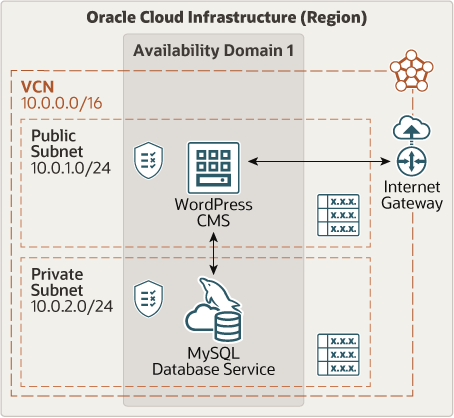 Oracle Cloud Infrastructure (Region)
Availability Domain 1
VCN
10.0.0.0/16
Public
Subnet
10.0.1.0/24
WordPress
CMS
X.X.X.
X.X.X.
X.X.X.
Internet
Gateway
Private
Subnet
10.0.2.0/24
MySQL
Database Service
X.X.X.
X.X.X.
X.X.X.